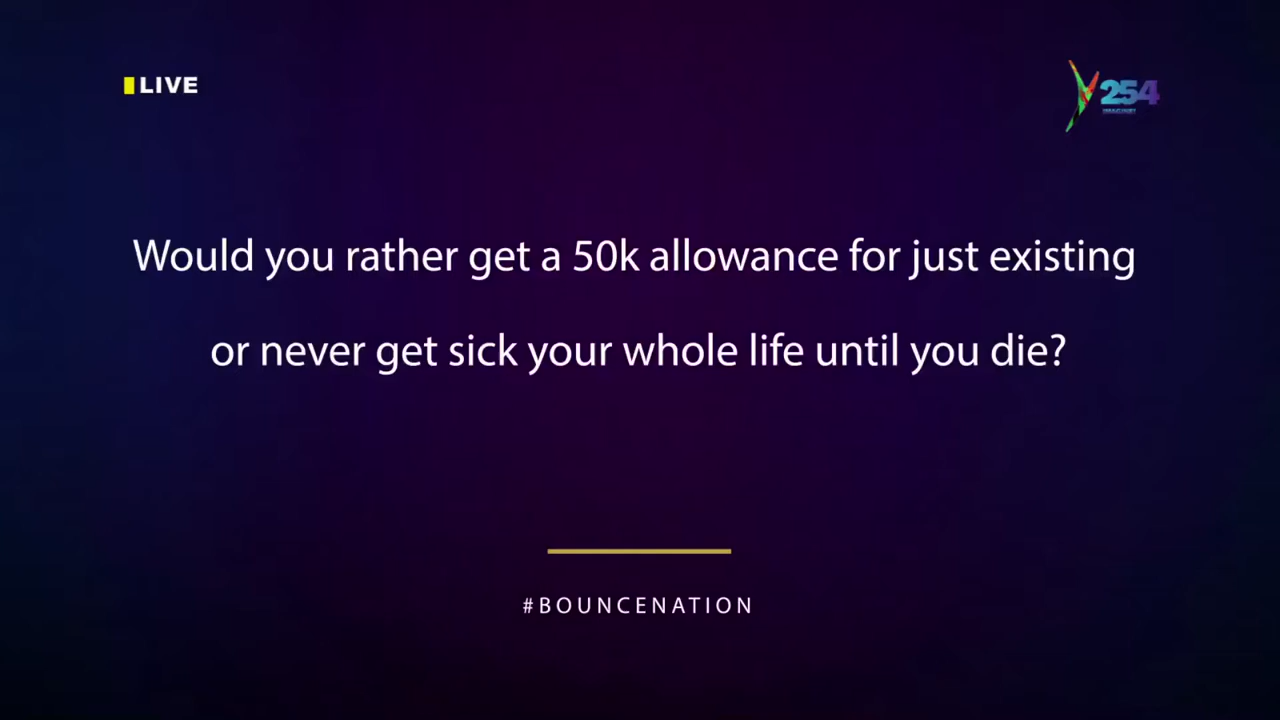 LIVE
254
Would you rather get a 50k allowance for just existing
or never get sick your whole life until you die?
#BOUNCENATION